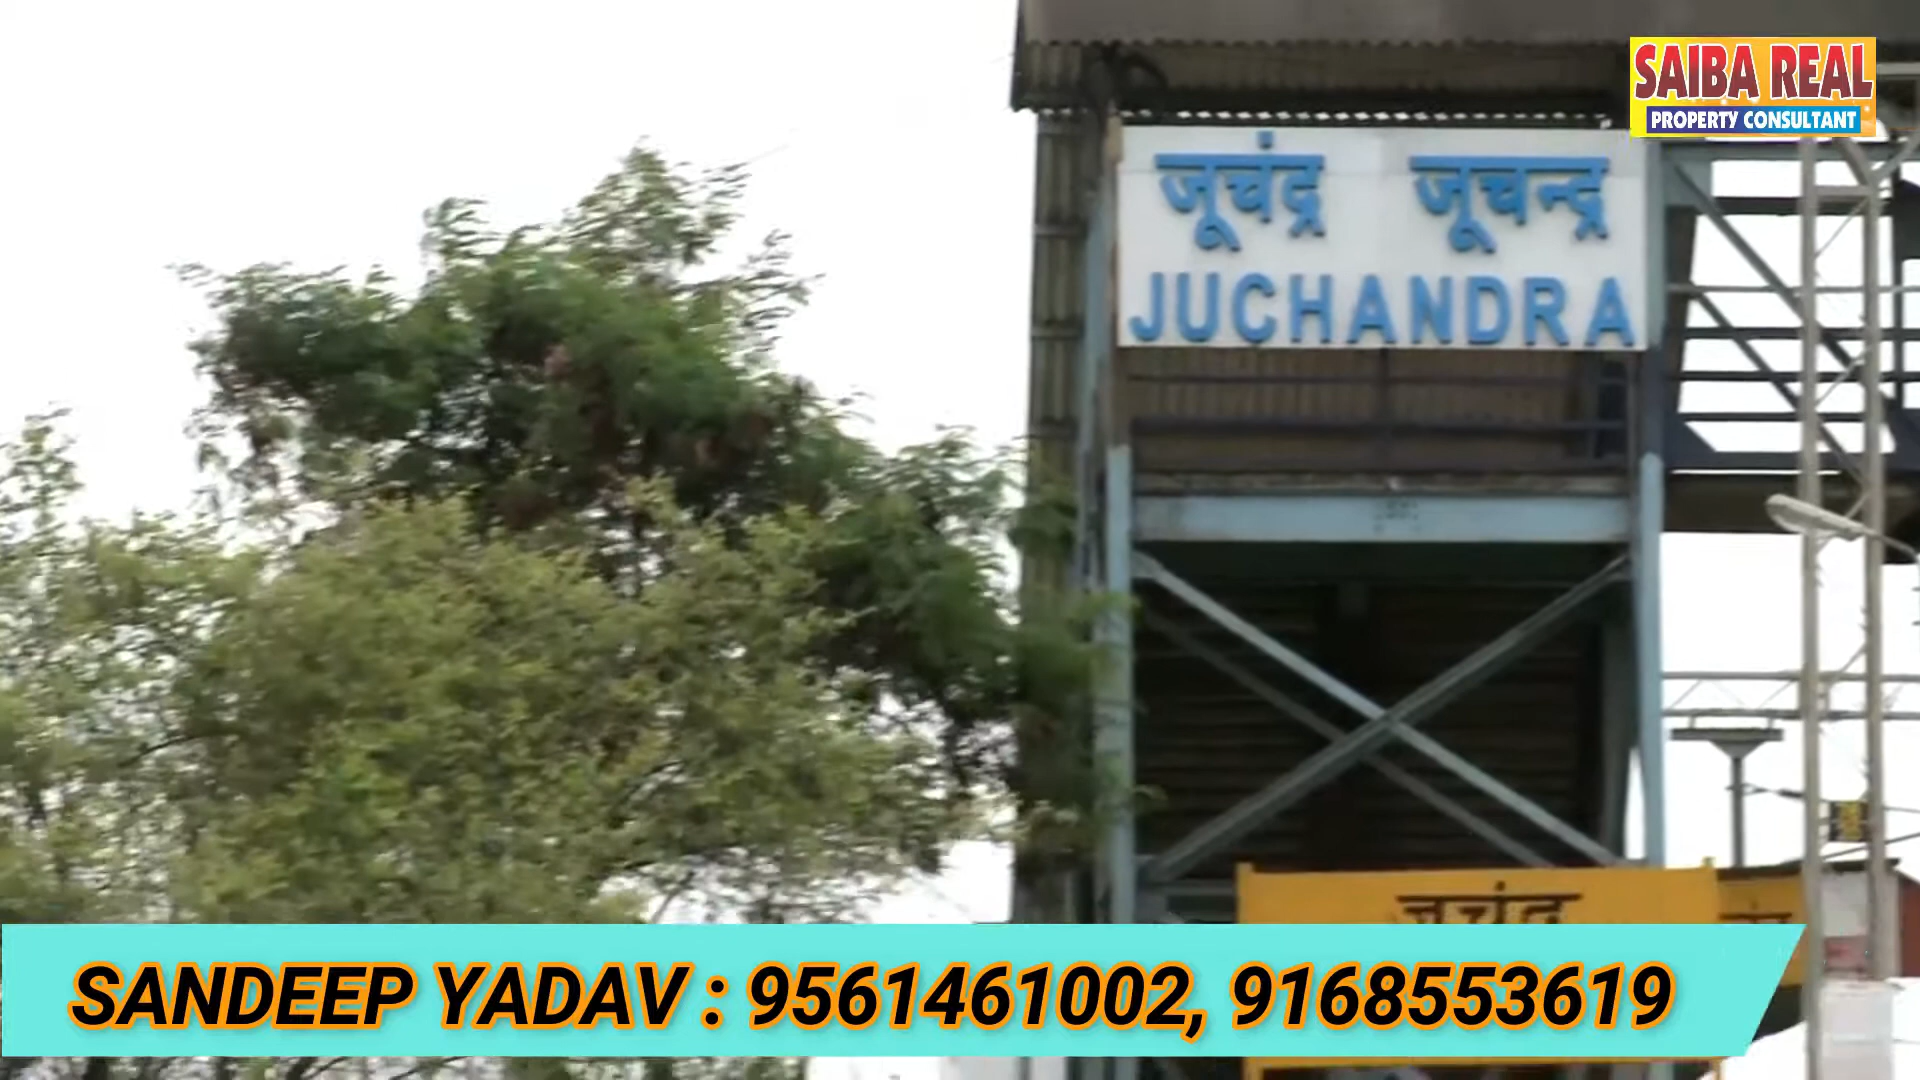 SAIBA REAL
PROPERTY CONSULTANT
जूचंद्र जूचन्द्र
JUCHANDRA
जूचंद्र
SANDEEP YADAV : 9561461002, 9168553619